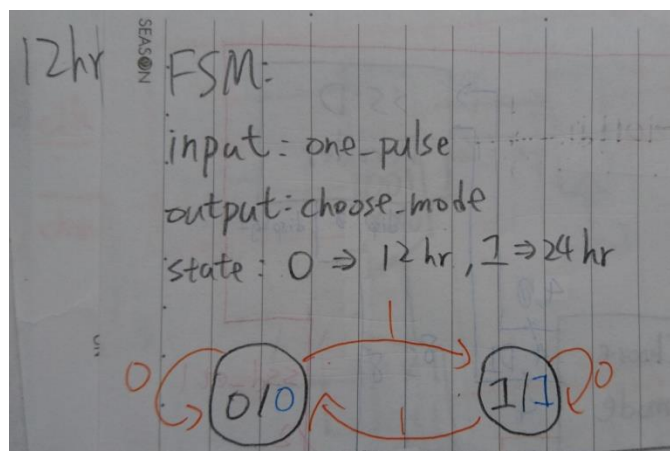 12hr
SEASON
FSM:
input: one_pulse
output: choose_mode
state: 0 ⇒ 12hr, 1 ⇒ 24hr
1
0
0/0
1/1
0
1